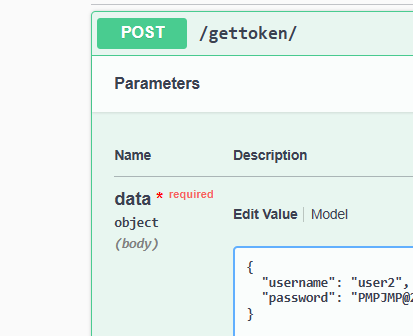 POST /gettoken/
Parameters
Name Description
data * required
object
(body)
Edit Value Model
{
"username": "user2",
"password": "PMPJMP@
}